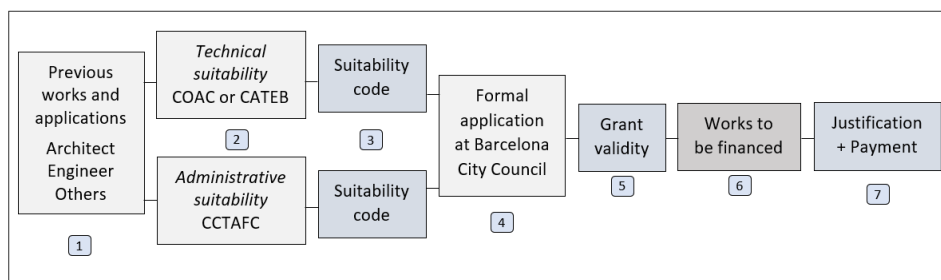 Previous
works and
applications
Architect
Engineer
Others
1
Technical
suitability
COAC or CATEB
2
Suitability
code
3
Administrative
suitability
CCTAFC
Suitability
code
Formal
application
at Barcelona
City Council
4
Grant
validity
5
Works to
be financed
6
Justification
+ Payment
7